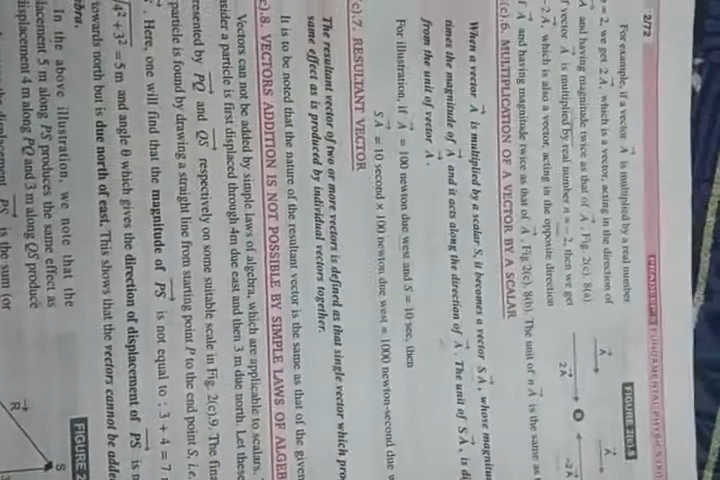 2/72
FUNDAMENTAL PHYSICS
For example, if a vector A⃗ is multiplied by a real number
= 2, we get 2 A⃗, which is a vector, acting in the direction of
A⃗ and having magnitude twice as that of A⃗, Fig. 2(c). 8(a)
f vector A⃗ is multiplied by real number n = – 2, then we get
– 2 A⃗, which is also a vector, acting in the opposite direction
f A⃗ and having magnitude twice as that of A⃗, Fig 2(c). 8(b). The unit of n A⃗ is the same as
FIGURE 2(c).8
A⃗
2 A⃗
A⃗
–2 A⃗
(c).6. MULTIPLICATION OF A VECTOR BY A SCALAR
When a vector A⃗ is multiplied by a scalar S, it becomes a vector S A⃗, whose magnitu
times the magnitude of A⃗ and it acts along the direction of A⃗. The unit of S A⃗, is di
from the unit of vector A⃗.
For illustration, if A⃗ = 100 newton due west and S = 10 sec, then
S A⃗ = 10 second × 100 newton due west = 1000 newton-second due w
(c).7. RESULTANT VECTOR
The resultant vector of two or more vectors is defined as that single vector which pro
same effect as is produced by individual vectors together.
It is to be noted that the nature of the resultant vector is the same as that of the given
c).8. VECTORS ADDITION IS NOT POSSIBLE BY SIMPLE LAWS OF ALGEB
Vectors can not be added by simple laws of algebra, which are applicable to scalars.
nsider a particle is first displaced through 4m due east and then 3 m due north. Let these
resented by PQ⃗ and QS⃗ respectively on some suitable scale in Fig. 2(c).9. The fina
particle is found by drawing a straight line from starting point P to the end point S, i.e.
. Here, one will find that the magnitude of PS⃗ is not equal to : 3 + 4 = 7
√4² + 3² = 5 m and angle θ which gives the direction of displacement of PS⃗ is n
towards north but is due north of east. This shows that the vectors cannot be adde
bra.
In the above illustration, we note that the
lacement 5 m along PS⃗ produces the same effect as
isplacement 4 m along PQ⃗ and 3 m along QS⃗ produce
displacement PS⃗ is the sum (or
FIGURE 2
S
R⃗
3